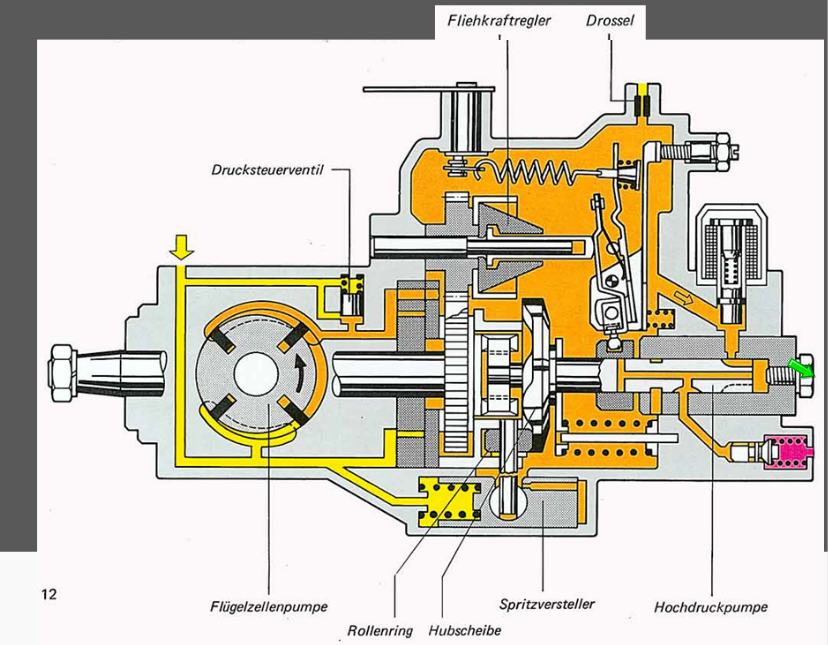 Fliehkraftregler Drossel
Drucksteuerventil
12
Flügelzellenpumpe
Spritzversteller
Hochdruckpumpe
Rollenring Hubscheibe